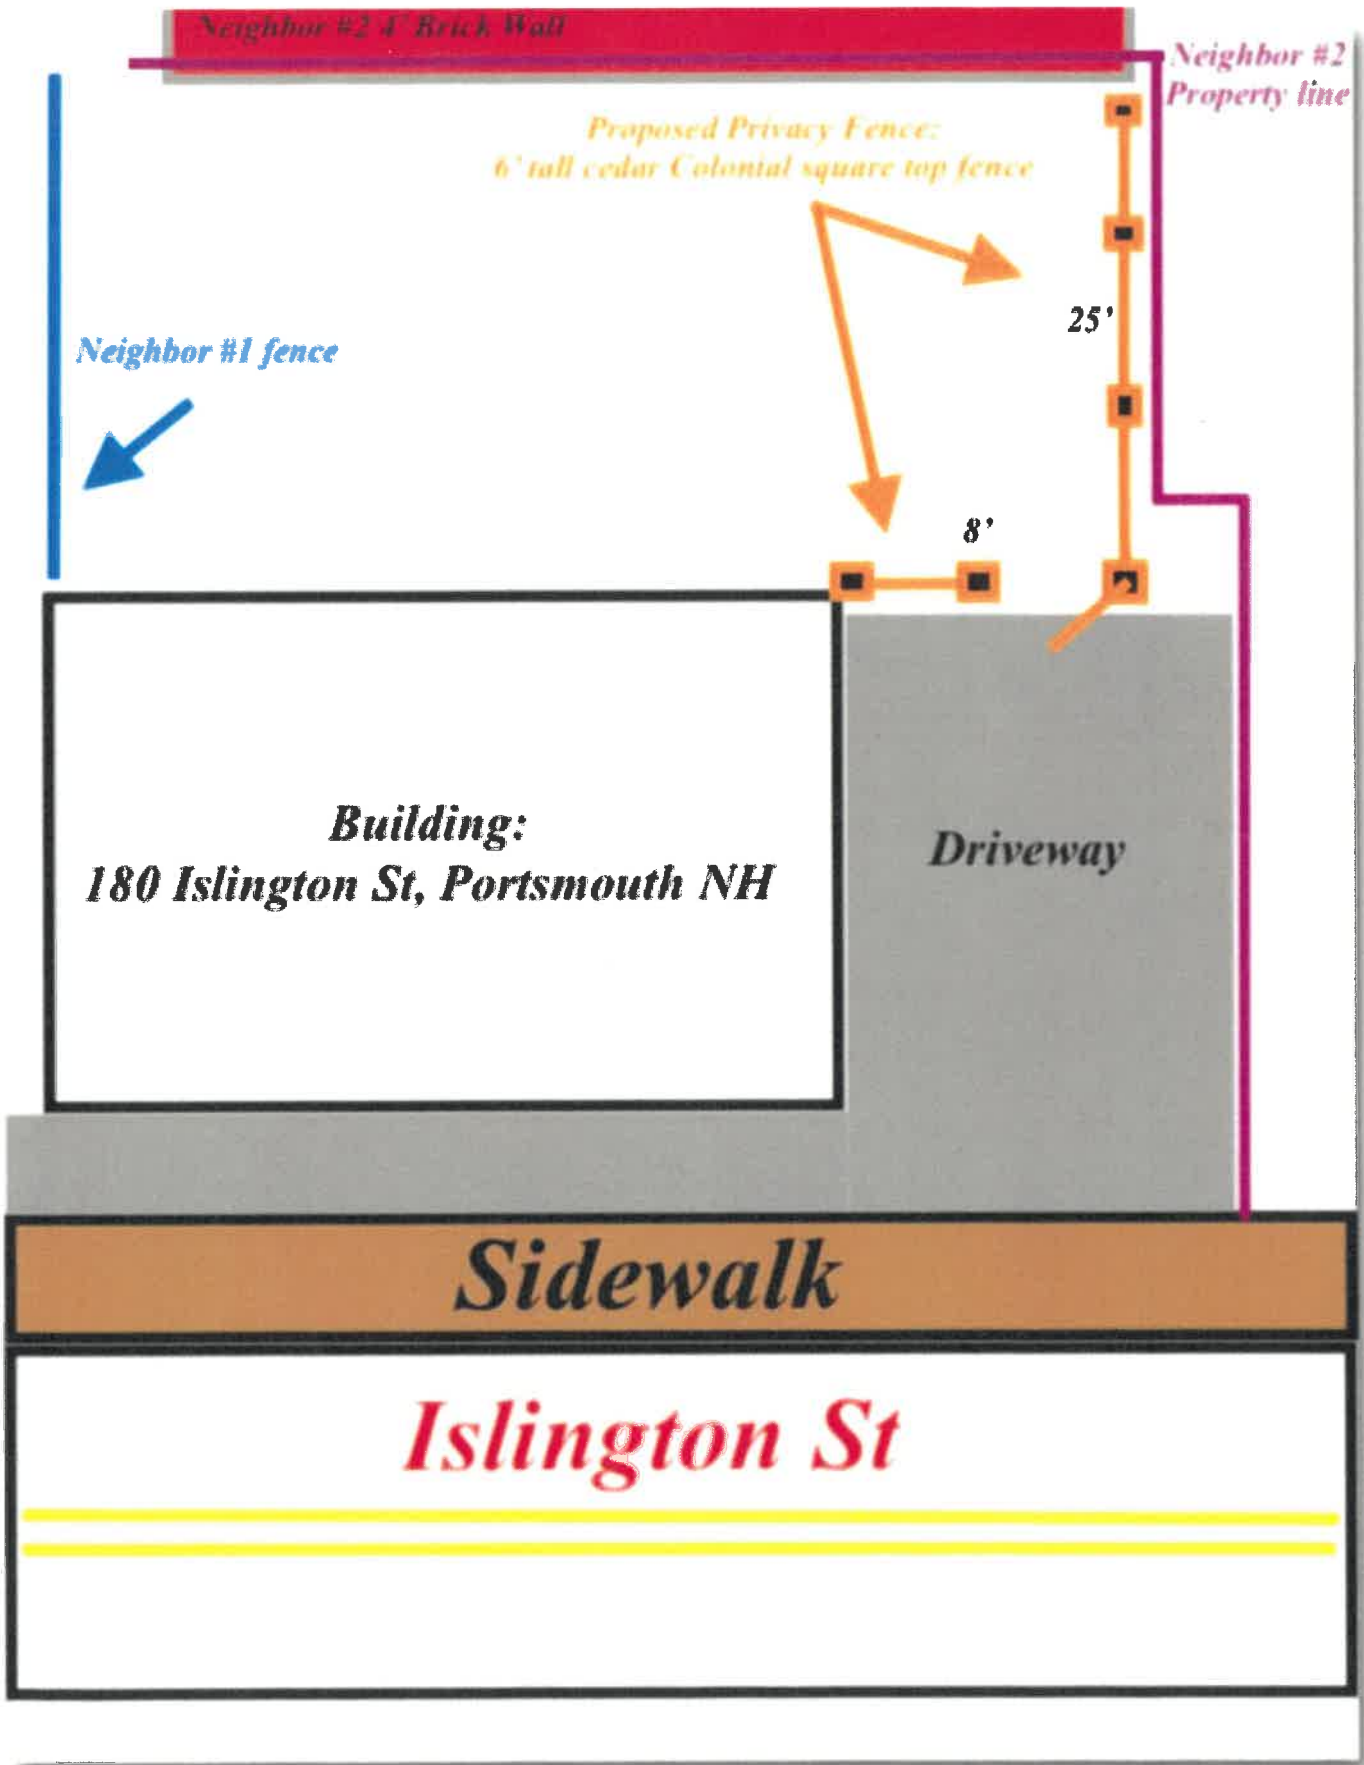 Neighbor #2 4' Brick Wall
Neighbor #2
Property line
Proposed Privacy Fence:
6' tall cedar Colonial square top fence
25'
Neighbor #1 fence
8'
Building:
180 Islington St, Portsmouth NH
Driveway
Sidewalk
Islington St